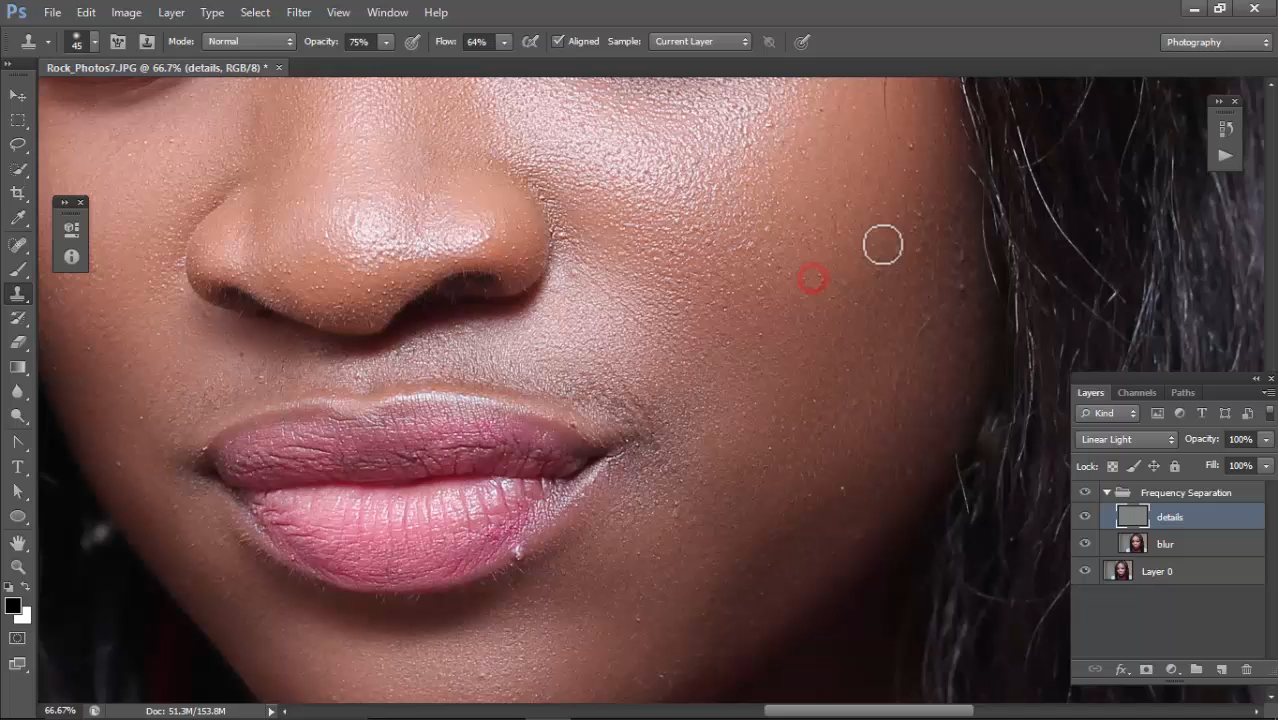 Ps File Edit Image Layer Type Select Filter View Window Help
45 Mode: Normal Opacity: 75% Flow: 64% Aligned Sample: Current Layer Photography
Rock_Photos7.JPG @ 66.7% (details, RGB/8) *
Layers Channels Paths
Kind
Linear Light Opacity: 100%
Lock: Fill: 100%
Frequency Separation
details
blur
Layer 0
fx
66.67% Doc: 51.3M/153.8M